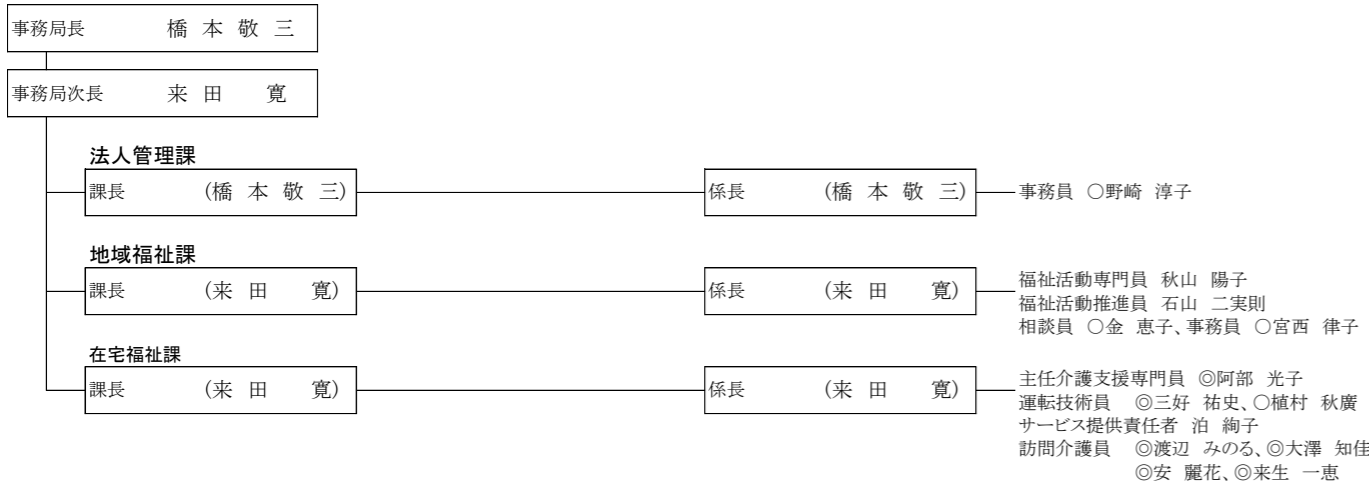 事務局長 橋 本 敬 三
事務局次長 来 田 寛
法人管理課
課長 (橋 本 敬 三) 係長 (橋 本 敬 三) 事務員 ○野崎 淳子
地域福祉課
課長 (来 田 寛) 係長 (来 田 寛) 福祉活動専門員 秋山 陽子
福祉活動推進員 石山 二実則
相談員 ○金 恵子、事務員 ○宮西 律子
在宅福祉課
課長 (来 田 寛) 係長 (来 田 寛) 主任介護支援専門員 ◎阿部 光子
運転技術員 ◎三好 祐史、○植村 秋廣
サービス提供責任者 泊 絢子
訪問介護員 ◎渡辺 みのる、◎大澤 知佳
◎安 麗花、◎来生 一恵